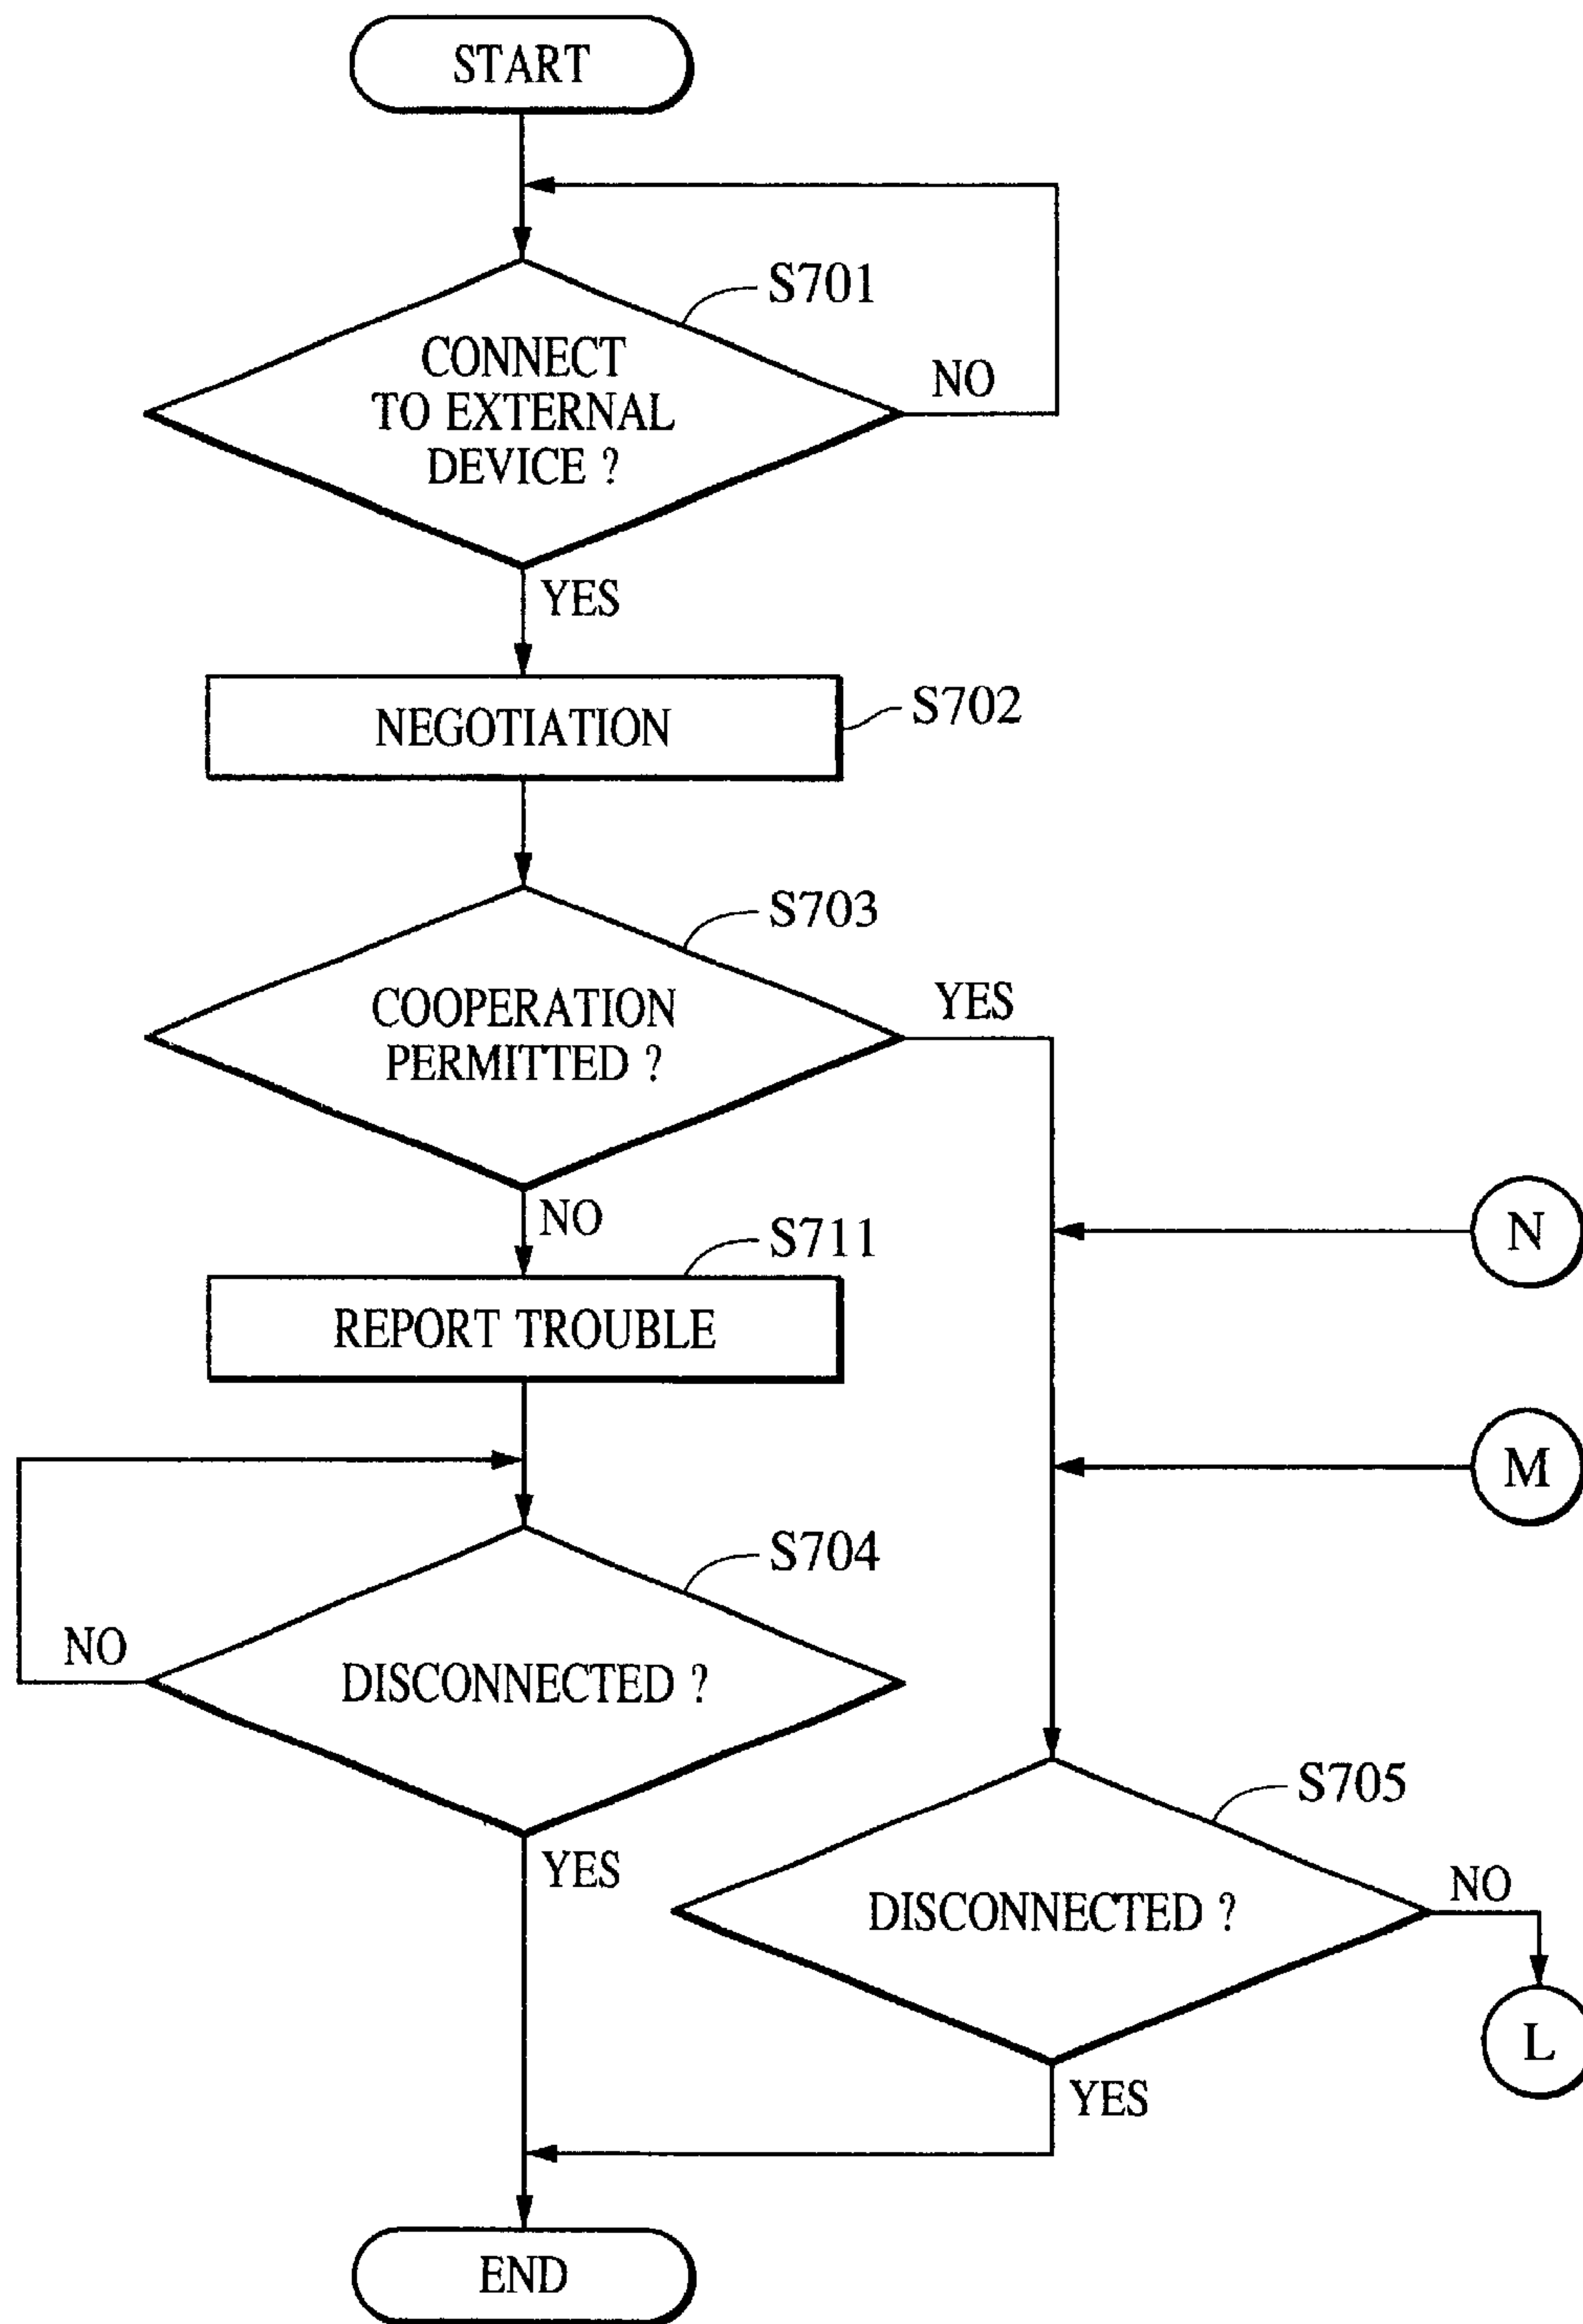 START
S701
CONNECT
TO EXTERNAL
DEVICE ?
NO
YES
NEGOTIATION
S702
S703
COOPERATION
PERMITTED ?
YES
NO
N
S711
REPORT TROUBLE
M
S704
NO
DISCONNECTED ?
S705
YES
NO
DISCONNECTED ?
L
YES
END